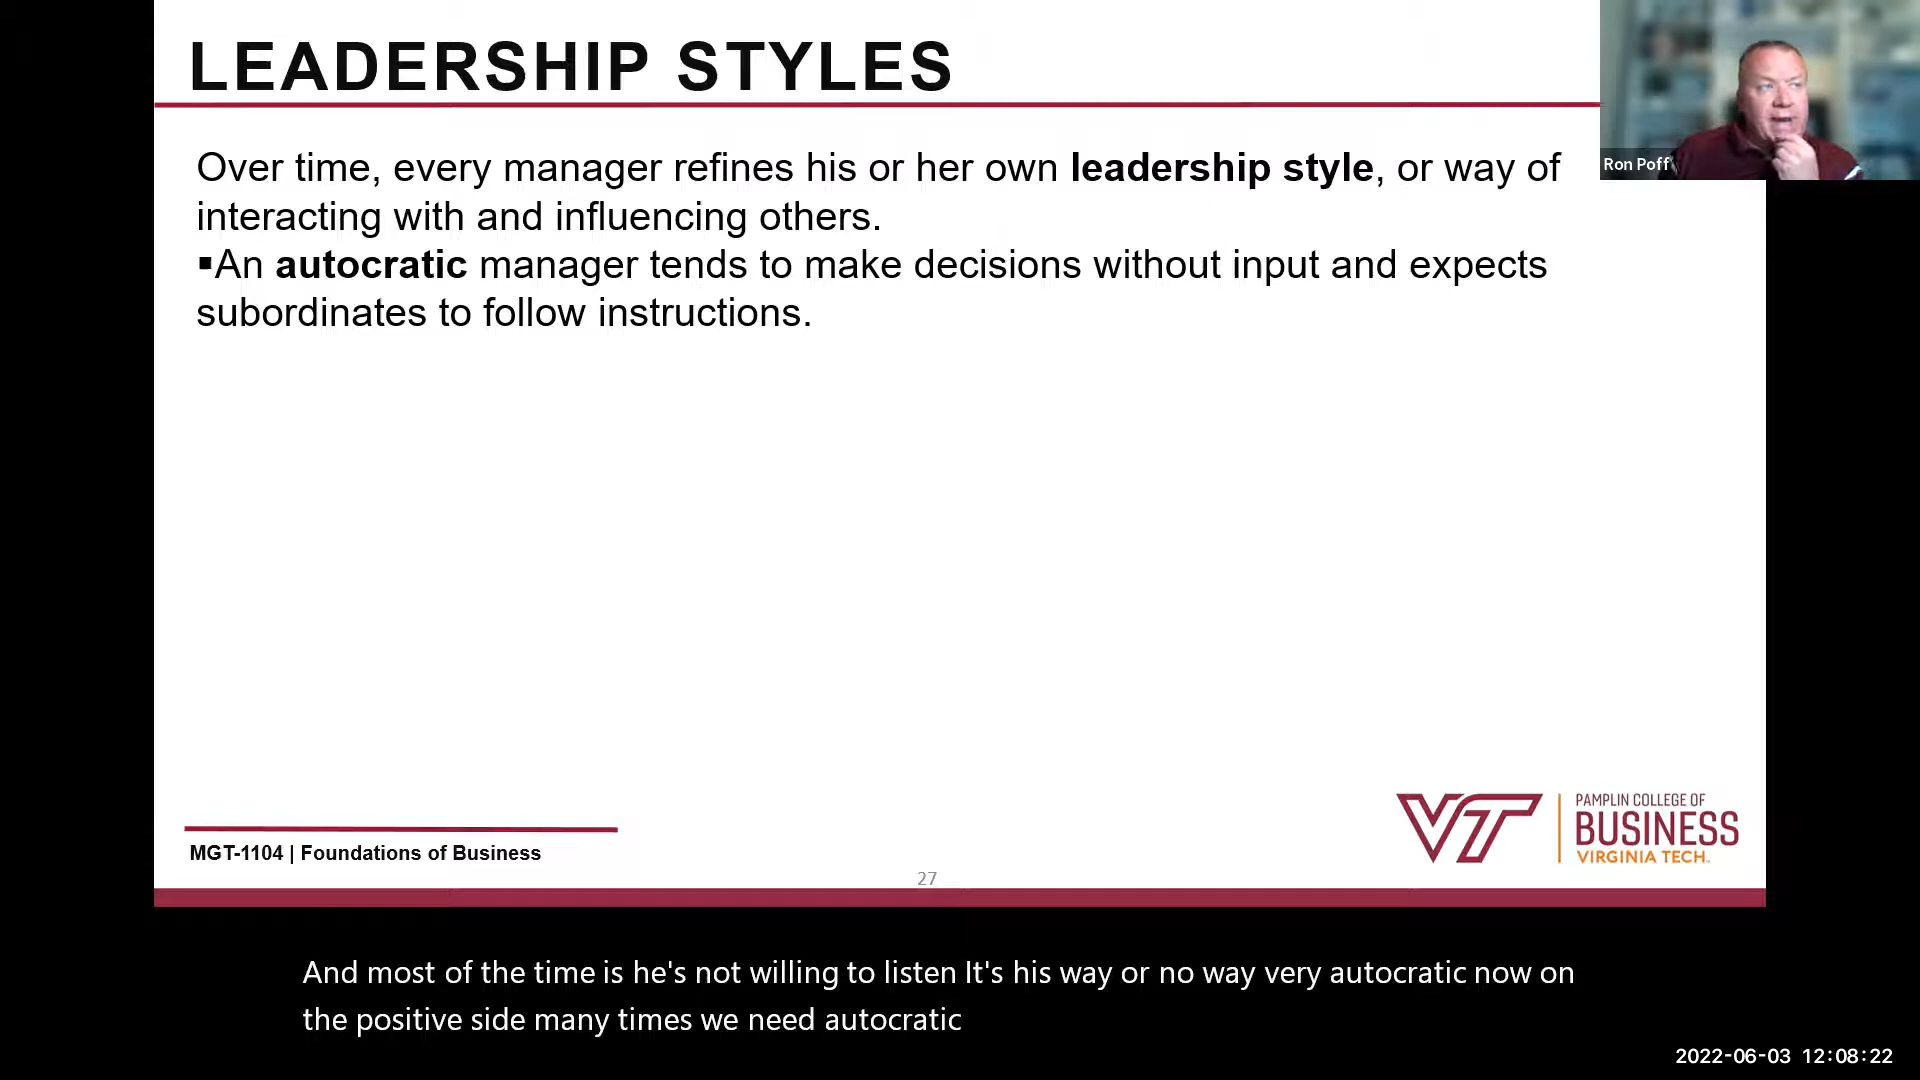 LEADERSHIP STYLES
Over time, every manager refines his or her own leadership style, or way of
interacting with and influencing others.
▪An autocratic manager tends to make decisions without input and expects
subordinates to follow instructions.
Ron Poff
MGT-1104 | Foundations of Business
27
VT
PAMPLIN COLLEGE OF
BUSINESS
VIRGINIA TECH.
And most of the time is he's not willing to listen It's his way or no way very autocratic now on
the positive side many times we need autocratic
2022-06-03 12:08:22